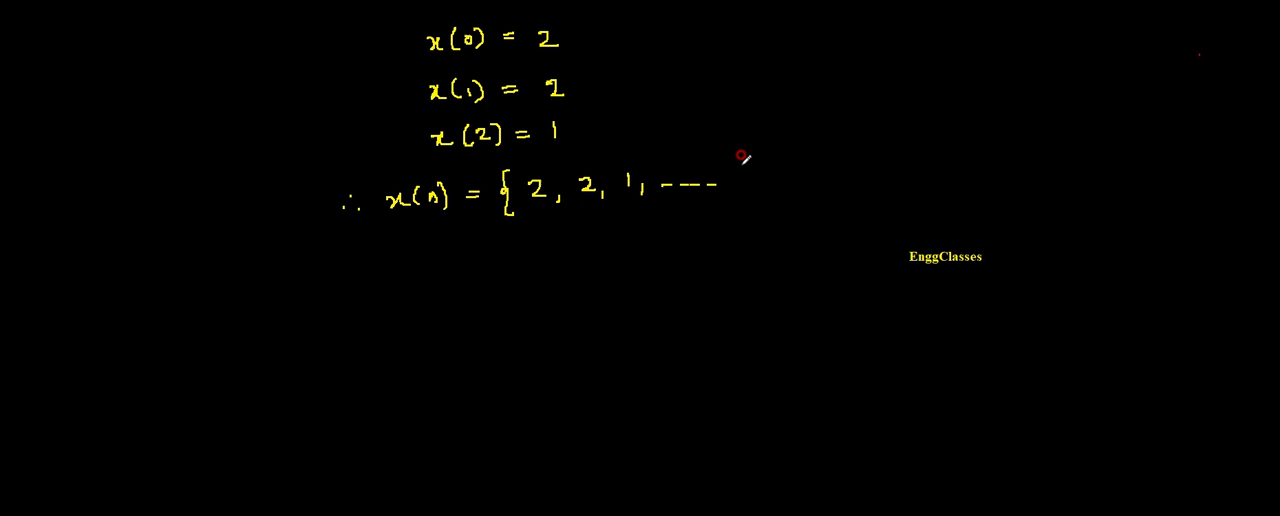 x(0) = 2
x(1) = 2
x(2) = 1
∴ x(n) = { 2, 2, 1, ----
EnggClasses